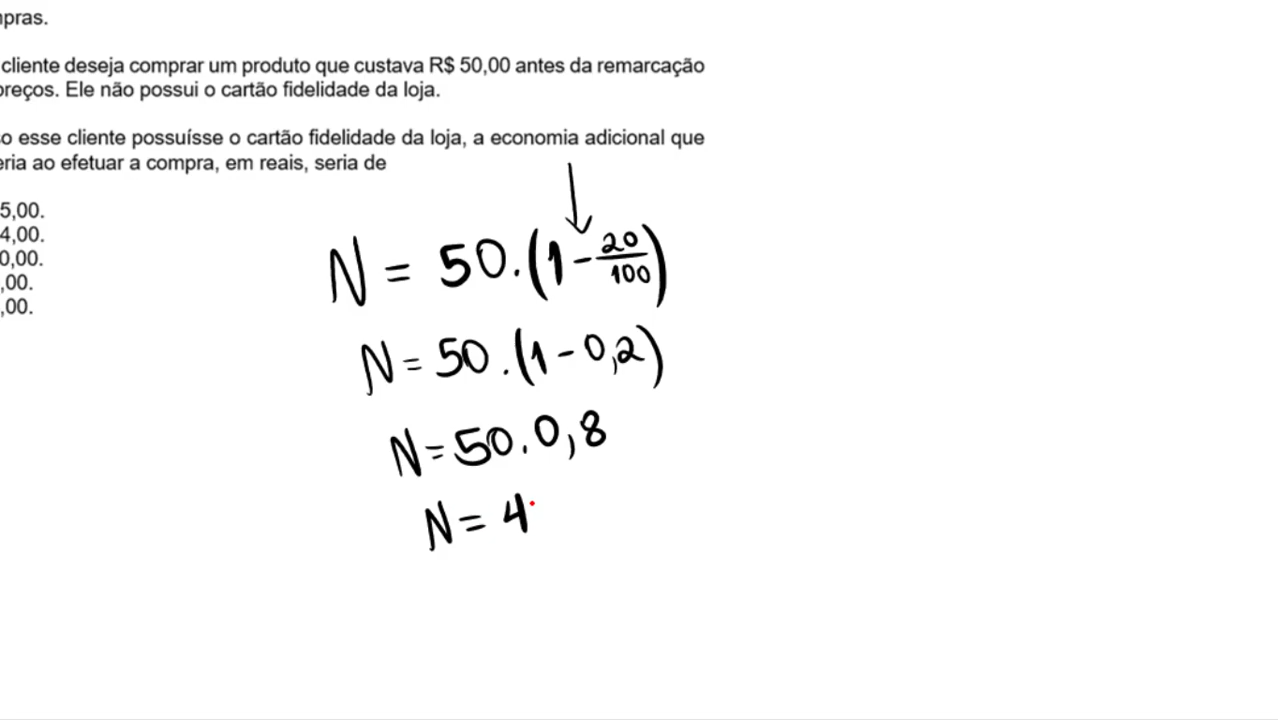 pras.
cliente deseja comprar um produto que custava R$ 50,00 antes da remarcação
preços. Ele não possui o cartão fidelidade da loja.
o esse cliente possuísse o cartão fidelidade da loja, a economia adicional que
eria ao efetuar a compra, em reais, seria de
5,00.
4,00.
0,00.
,00.
,00.
N = 50.(1 - 20/100)
N = 50.(1 - 0,2)
N = 50.0,8
N = 4